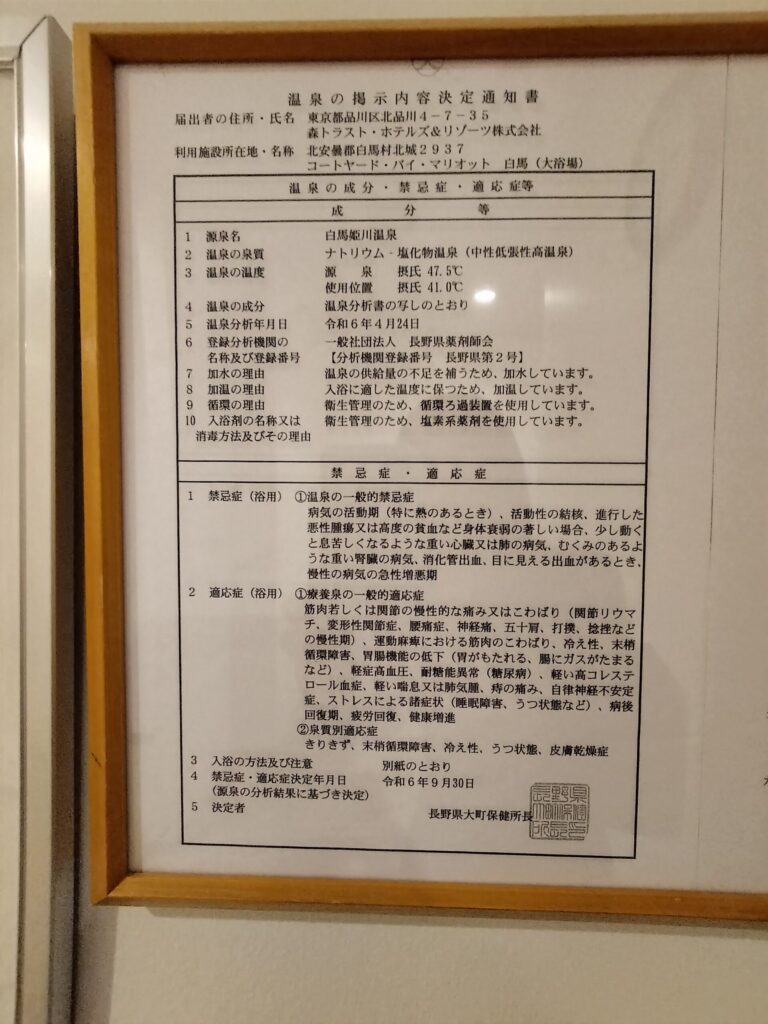 温泉の掲示内容決定通知書
届出者の住所・氏名 東京都品川区北品川4-7-35
森トラスト・ホテルズ&リゾーツ株式会社
利用施設所在地・名称 北安曇郡白馬村北城2937
コートヤード・バイ・マリオット 白馬(大浴場)
温泉の成分・禁忌症・適応症等
成 分 等
1 源泉名 白馬姫川温泉
2 温泉の泉質 ナトリウム‐塩化物温泉(中性低張性高温泉)
3 温泉の温度 源 泉 摂氏 47.5℃
使用位置 摂氏 41.0℃
4 温泉の成分 温泉分析書の写しのとおり
5 温泉分析年月日 令和6年4月24日
6 登録分析機関の 一般社団法人 長野県薬剤師会
名称及び登録番号 【分析機関登録番号 長野県第2号】
7 加水の理由 温泉の供給量の不足を補うため、加水しています。
8 加温の理由 入浴に適した温度に保つため、加温しています。
9 循環の理由 衛生管理のため、循環ろ過装置を使用しています。
10 入浴剤の名称又は 衛生管理のため、塩素系薬剤を使用しています。
消毒方法及びその理由
禁忌症・適応症
1 禁忌症(浴用) ①温泉の一般的禁忌症
病気の活動期(特に熱のあるとき)、活動性の結核、進行した
悪性腫瘍又は高度の貧血など身体衰弱の著しい場合、少し動く
と息苦しくなるような重い心臓又は肺の病気、むくみのあるよ
うな重い腎臓の病気、消化管出血、目に見える出血があるとき、
慢性の病気の急性増悪期
2 適応症(浴用) ①療養泉の一般的適応症
筋肉若しくは関節の慢性的な痛み又はこわばり(関節リウマ
チ、変形性関節症、腰痛症、神経痛、五十肩、打撲、捻挫などの
の慢性期)、運動麻痺における筋肉のこわばり、冷え性、末梢
循環障害、胃腸機能の低下(胃がもたれる、腸にガスがたまる
など)、軽症高血圧、耐糖能異常(糖尿病)、軽い高コレステ
ロール血症、軽い喘息又は肺気腫、痔の痛み、自律神経不安定
症、ストレスによる諸症状(睡眠障害、うつ状態など)、病後
回復期、疲労回復、健康増進
②泉質別適応症
きりきず、末梢循環障害、冷え性、うつ状態、皮膚乾燥症
3 入浴の方法及び注意 別紙のとおり
4 禁忌症・適応症決定年月日 令和6年9月30日
(源泉の分析結果に基づき決定)
5 決定者 長野県大町保健所長